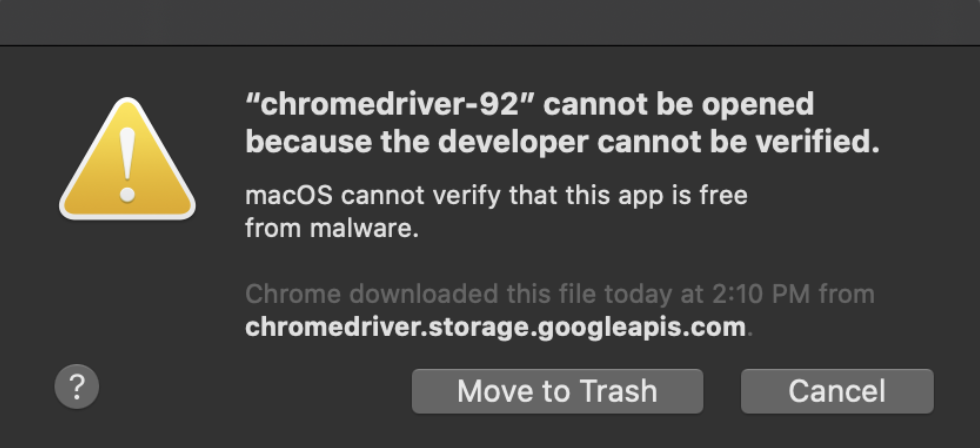 “chromedriver-92” cannot be opened
because the developer cannot be verified.
macOS cannot verify that this app is free
from malware.
Chrome downloaded this file today at 2:10 PM from
chromedriver.storage.googleapis.com.
?
Move to Trash
Cancel